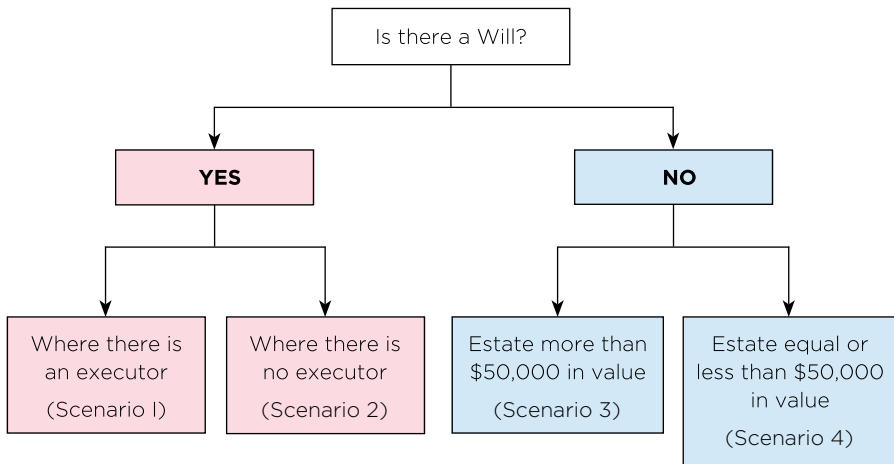 Is there a Will?
YES
NO
Where there is
an executor
(Scenario 1)
Where there is
no executor
(Scenario 2)
Estate more than
$50,000 in value
(Scenario 3)
Estate equal or
less than $50,000
in value
(Scenario 4)